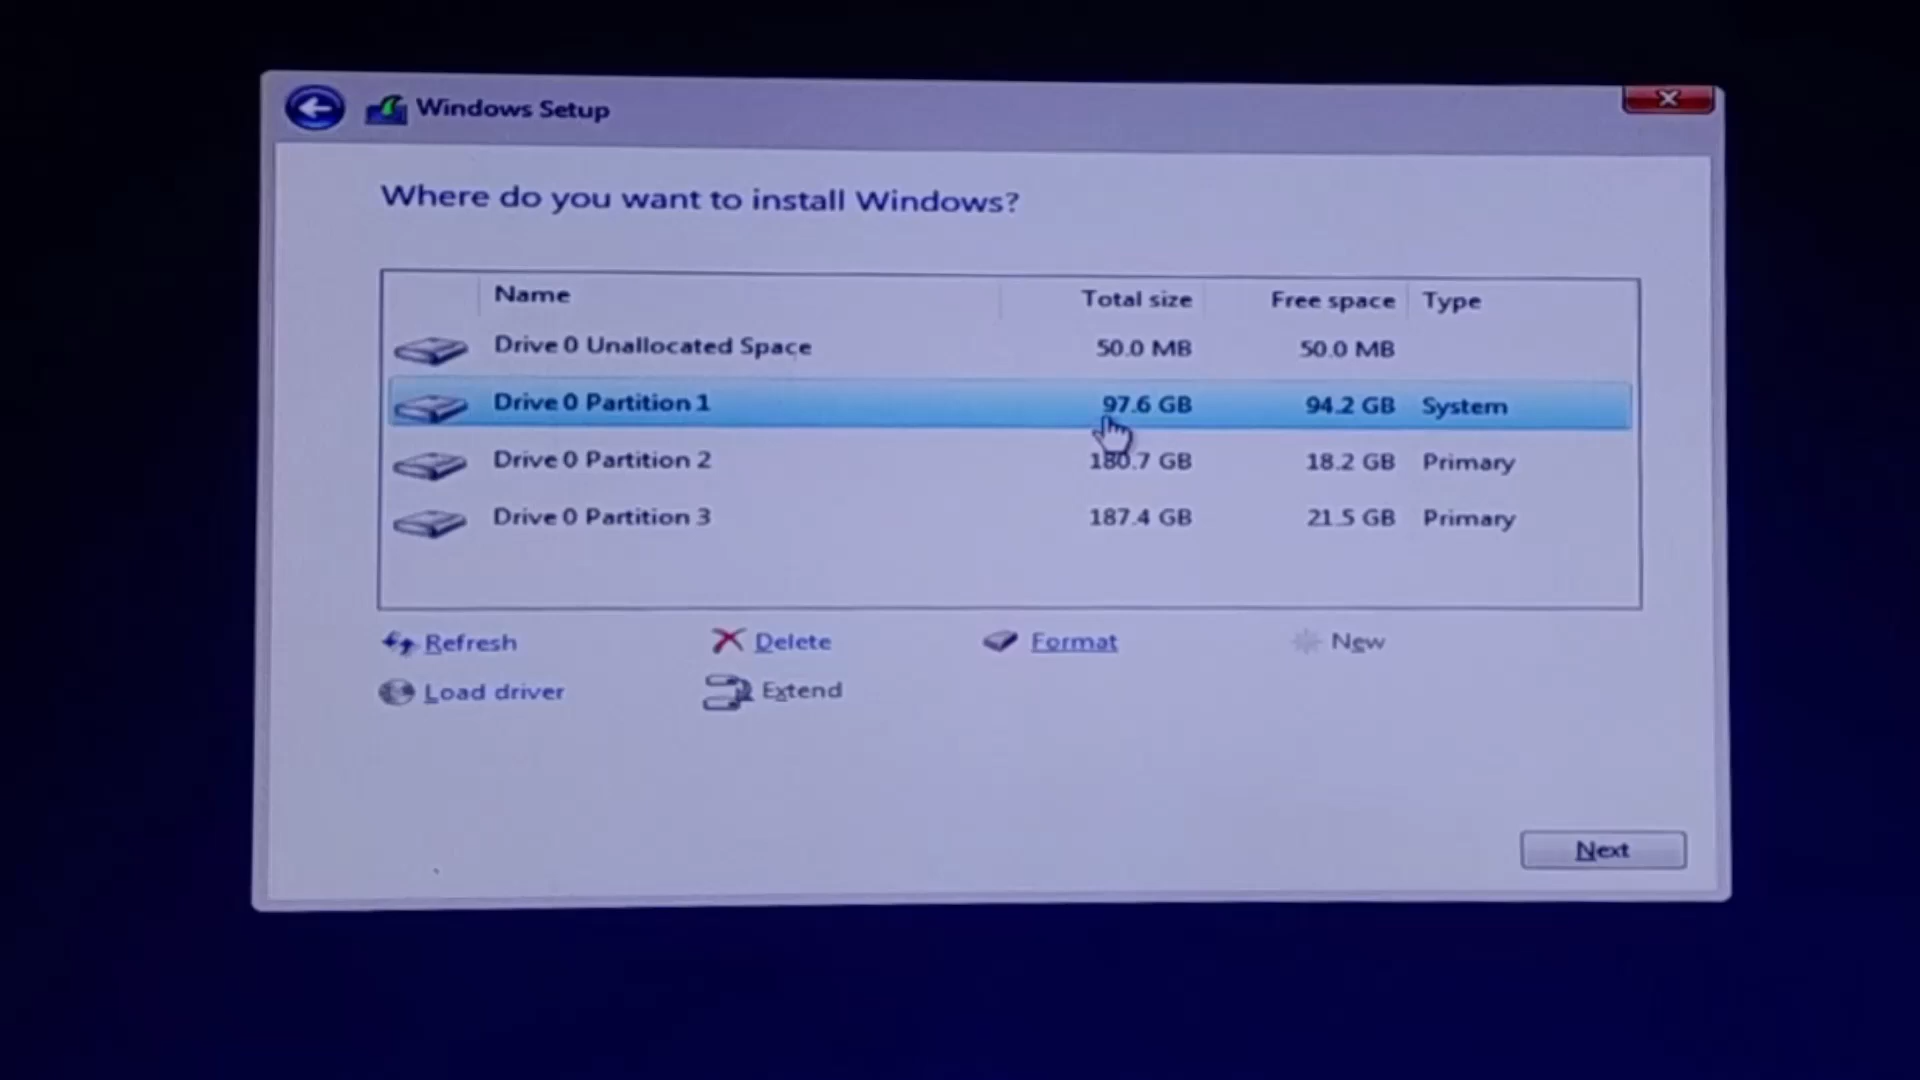 Windows Setup
Where do you want to install Windows?
Name Total size Free space Type
Drive 0 Unallocated Space 50.0 MB 50.0 MB
Drive 0 Partition 1 97.6 GB 94.2 GB System
Drive 0 Partition 2 180.7 GB 18.2 GB Primary
Drive 0 Partition 3 187.4 GB 21.5 GB Primary
Refresh Delete Format New
Load driver Extend
Next